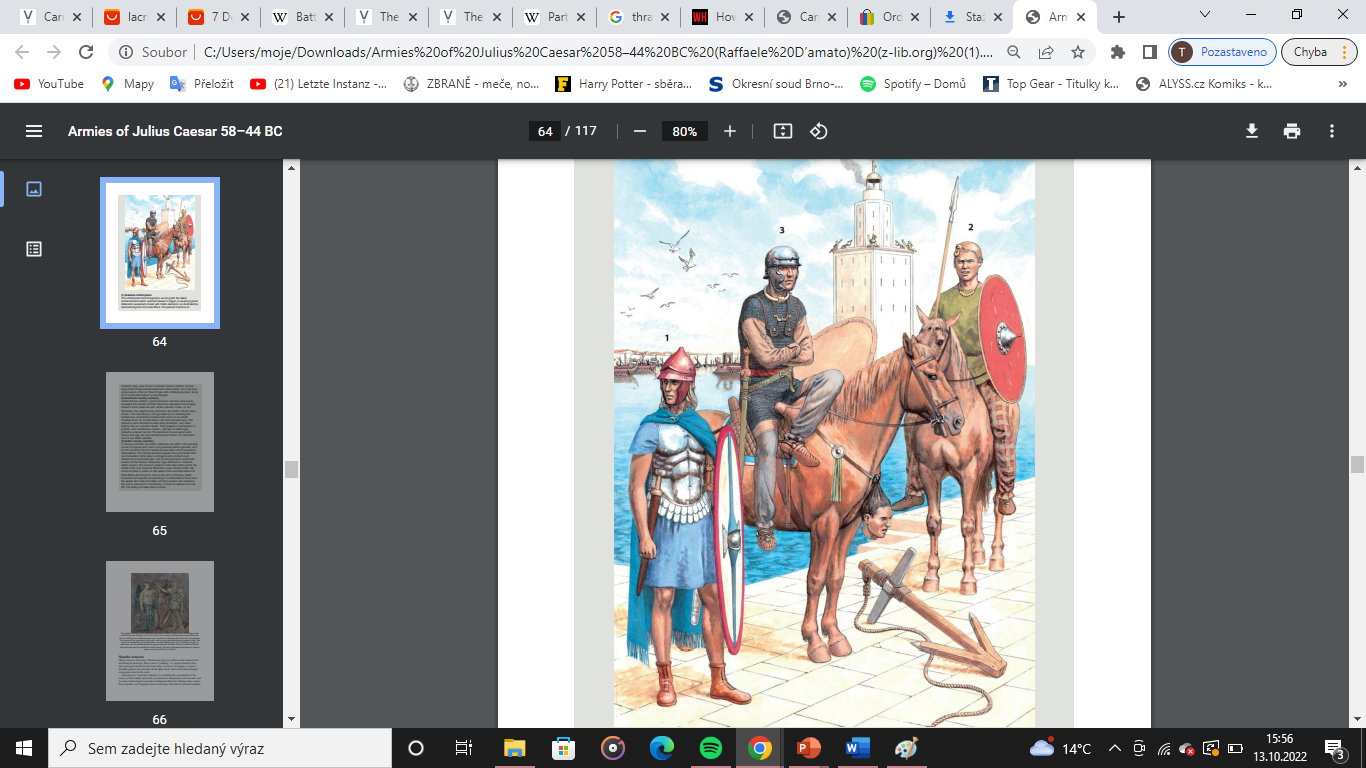 Car
lacr
7 D
Batt
The
The
Part
thra
How
Car
Ord
Sta
Arn
Soubor
C:/Users/moje/Downloads/Armies%20of%20Julius%20Caesar%2058–44%20BC%20(Raffaele%20D'amato)%20(z-lib.org)%20(1)....
T Pozastaveno
Chyba
YouTube
Mapy
Přeložit
(21) Letzte Instanz -...
ZBRANĚ - meče, no...
Harry Potter - sběra...
Okresní soud Brno-...
Spotify – Domů
Top Gear - Titulky k...
ALYSS.cz Komiks - k...
»
Armies of Julius Caesar 58–44 BC
64 / 117
80%
64
65
66
1
3
2
Sem zadejte hledaný výraz
14°C
15:56
13.10.2022
3